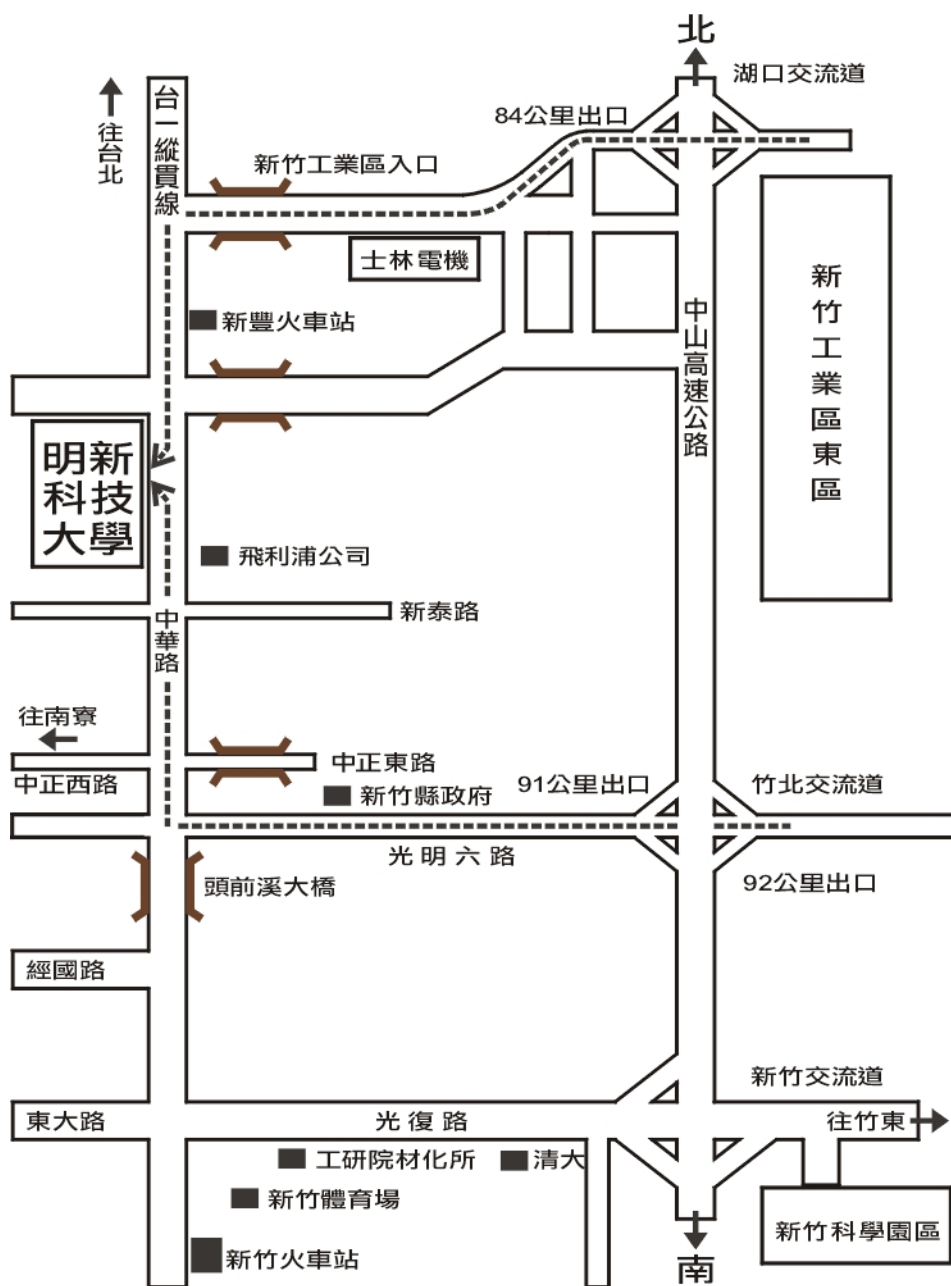 北
湖口交流道
84公里出口
台一縱貫線
往台北
新竹工業區入口
士林電機
新竹工業區東區
新豐火車站
中山高速公路
明新
科技
大學
飛利浦公司
新泰路
中華路
往南寮
中正東路
中正西路
新竹縣政府
91公里出口
竹北交流道
光明六路
92公里出口
頭前溪大橋
經國路
新竹交流道
東大路
光復路
往竹東
工研院材化所
清大
新竹體育場
新竹科學園區
新竹火車站
南